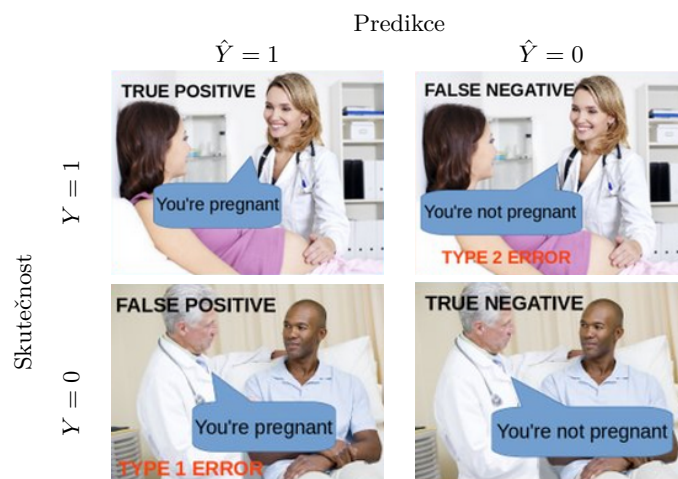 Predikce
Ŷ = 1
Ŷ = 0
Skutečnost
Y = 1
TRUE POSITIVE
You're pregnant
FALSE NEGATIVE
You're not pregnant
TYPE 2 ERROR
Y = 0
FALSE POSITIVE
You're pregnant
TYPE 1 ERROR
TRUE NEGATIVE
You're not pregnant